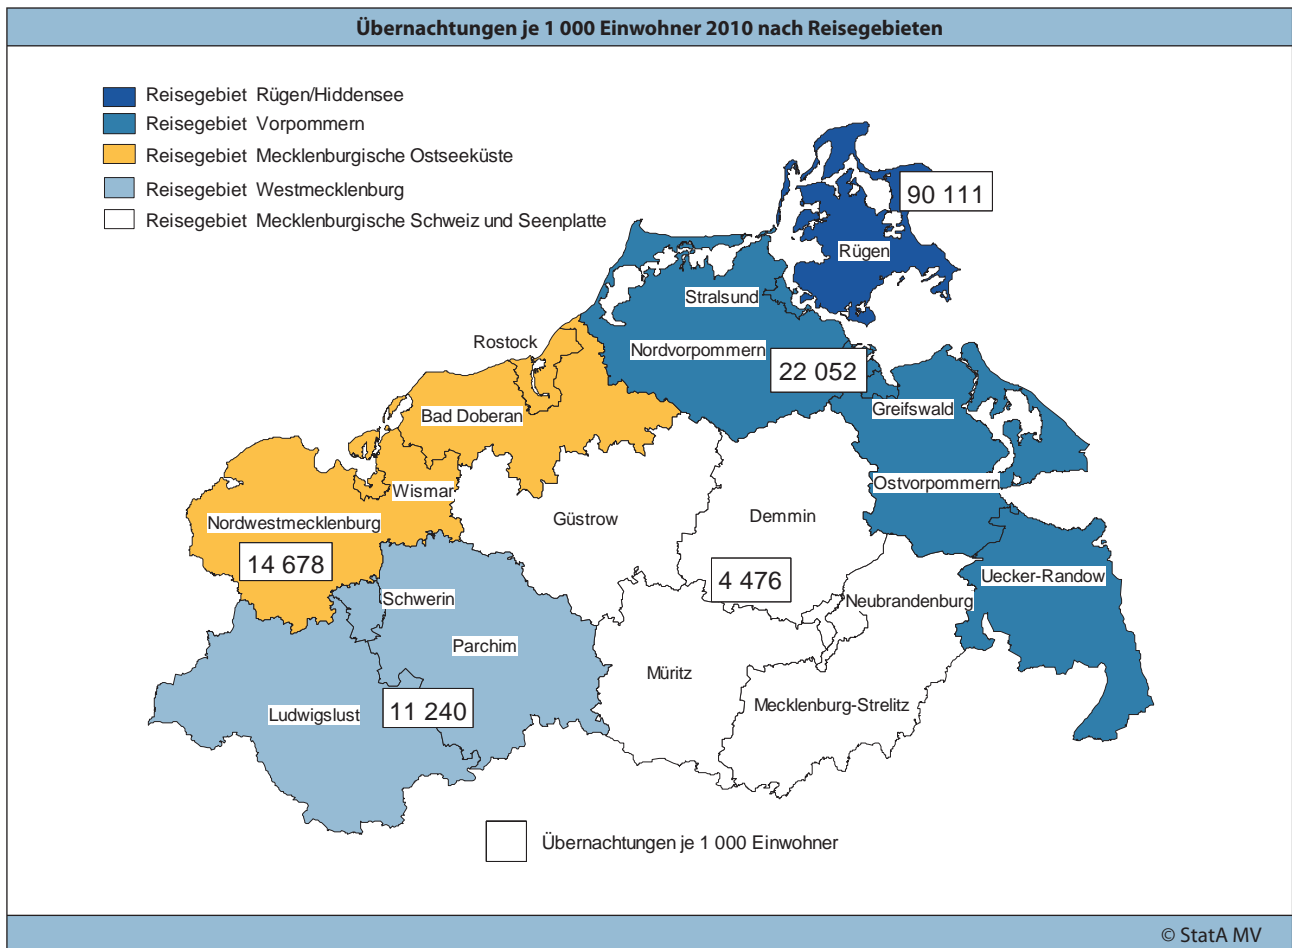 Übernachtungen je 1 000 Einwohner 2010 nach Reisegebieten
Reisegebiet Rügen/Hiddensee
Reisegebiet Vorpommern
Reisegebiet Mecklenburgische Ostseeküste
Reisegebiet Westmecklenburg
Reisegebiet Mecklenburgische Schweiz und Seenplatte
90 111
Rügen
Stralsund
Rostock
Nordvorpommern
22 052
Greifswald
Bad Doberan
Ostvorpommern
Wismar
Güstrow
Demmin
Nordwestmecklenburg
14 678
4 476
Uecker-Randow
Schwerin
Neubrandenburg
Parchim
Müritz
Mecklenburg-Strelitz
Ludwigslust
11 240
Übernachtungen je 1 000 Einwohner
© StatA MV